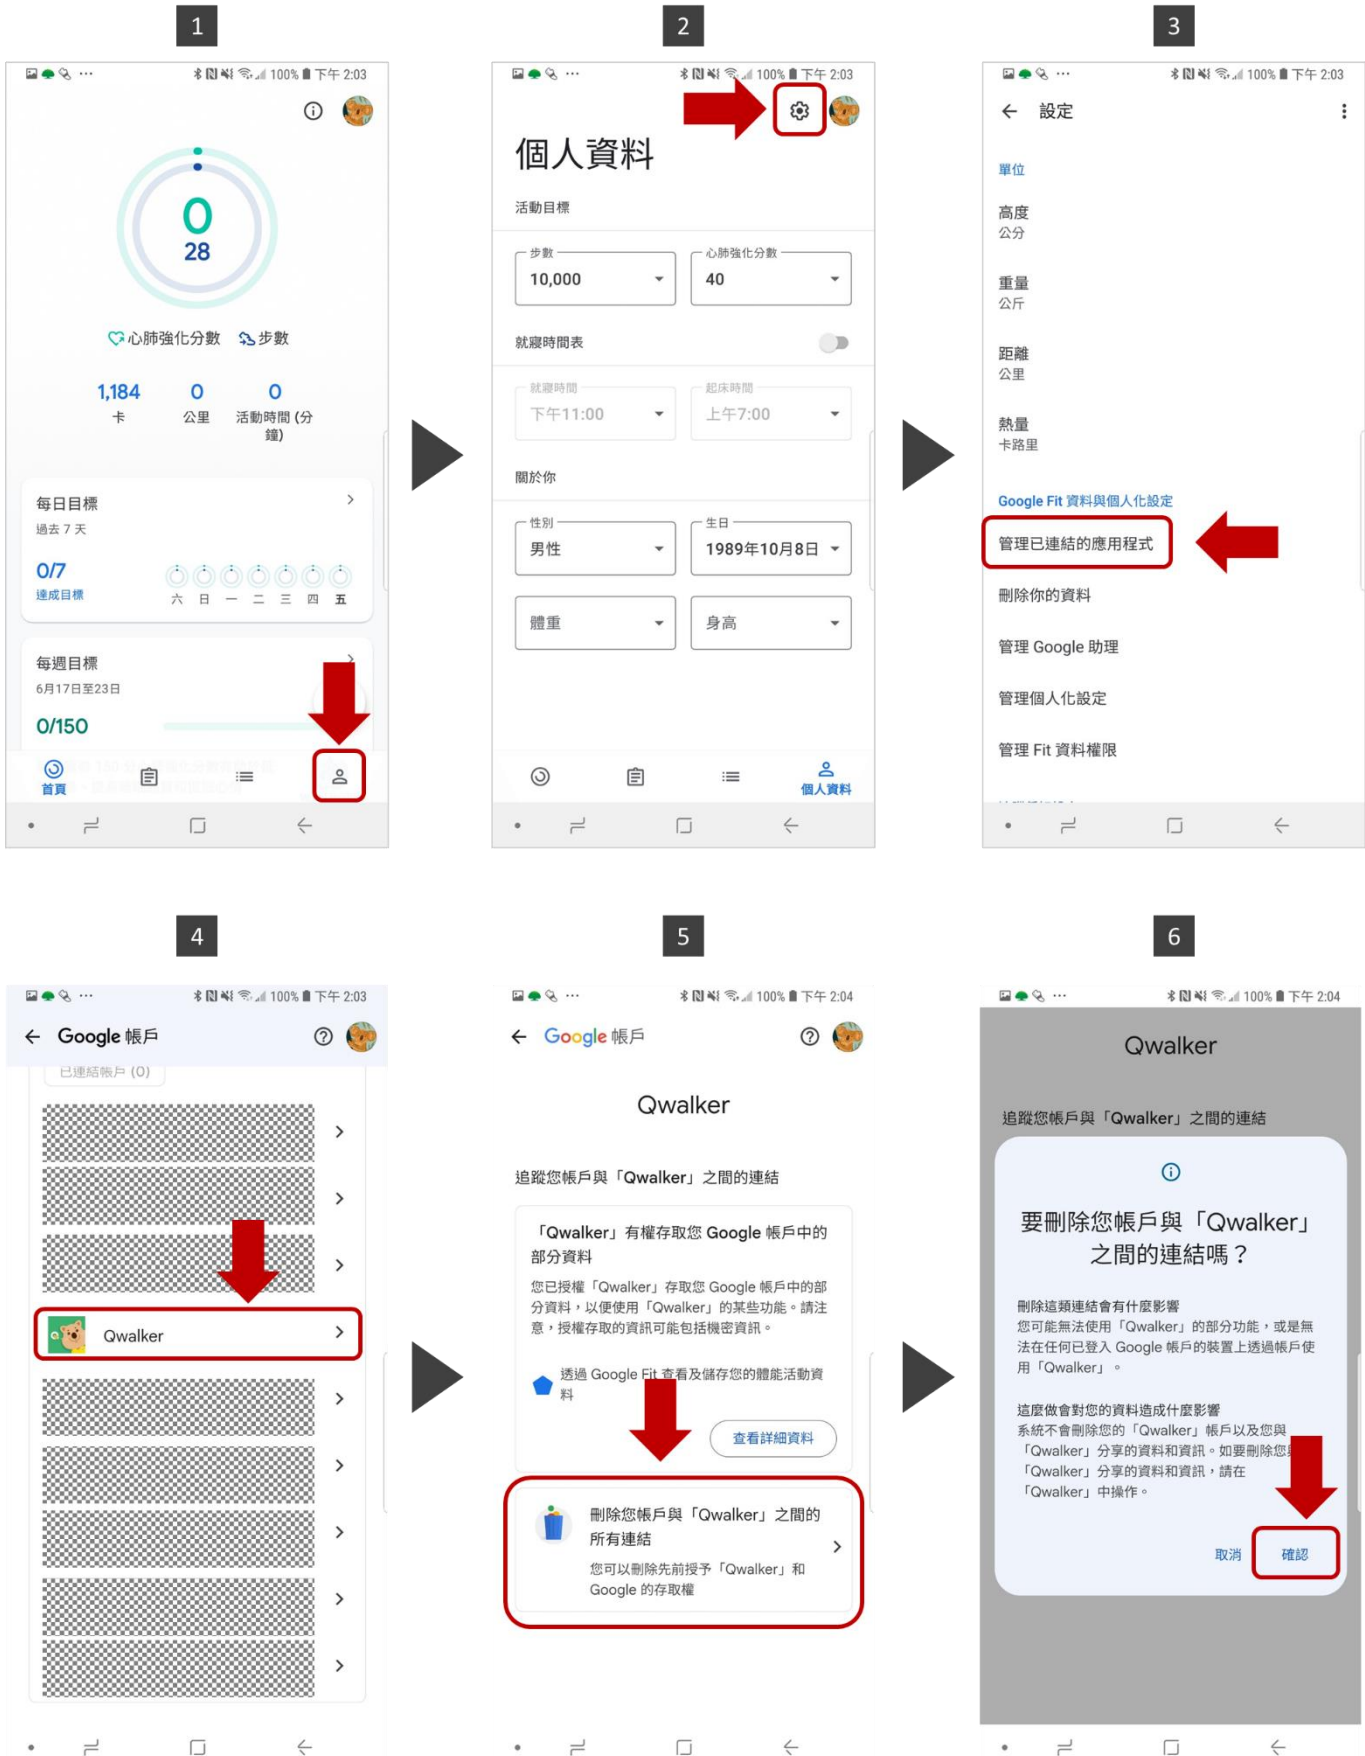 1
下午 2:03
100%
0
28
心肺強化分數 步數
1,184 0 0
卡 公里 活動時間 (分
鐘)
每日目標
過去 7 天
0/7
達成目標
六 日 一 二 三 四 五
每週目標
6月17日至23日
0/150
首頁
2
100% 下午 2:03
個人資料
活動目標
步數 心肺強化分數
10,000 40
就寢時間表
就寢時間 起床時間
下午11:00 上午7:00
關於你
性別 生日
男性 1989年10月8日
體重 身高
個人資料
3
100% 下午 2:03
設定
單位
高度
公分
重量
公斤
距離
公里
熱量
卡路里
Google Fit 資料與個人化設定
管理已連結的應用程式
刪除你的資料
管理 Google 助理
管理個人化設定
管理 Fit 資料權限
4
100% 下午 2:03
Google 帳戶
已連結帳戶 (0)
Qwalker
5
100% 下午 2:04
Google 帳戶
Qwalker
追蹤您帳戶與「Qwalker」之間的連結
「Qwalker」有權存取您 Google 帳戶中的
部分資料
您已授權「Qwalker」存取您 Google 帳戶中的部
分資料，以便使用「Qwalker」的某些功能。請注
意，授權存取的資訊可能包括機密資訊。
透過 Google Fit 查看及儲存您的體能活動資
料
查看詳細資料
刪除您帳戶與「Qwalker」之間的
所有連結
您可以刪除先前授予「Qwalker」和
Google 的存取權
6
100% 下午 2:04
Qwalker
追蹤您帳戶與「Qwalker」之間的連結
要刪除您帳戶與「Qwalker」
之間的連結嗎？
刪除這類連結會有什麼影響
您可能無法使用「Qwalker」的部分功能，或是無
法在任何已登入 Google 帳戶的裝置上透過帳戶使
用「Qwalker」。
這麼做會對您的資料造成什麼影響
系統不會刪除您的「Qwalker」帳戶以及您與
「Qwalker」分享的資料和資訊。如要刪除您
「Qwalker」分享的資料和資訊，請在
「Qwalker」中操作。
取消 確認